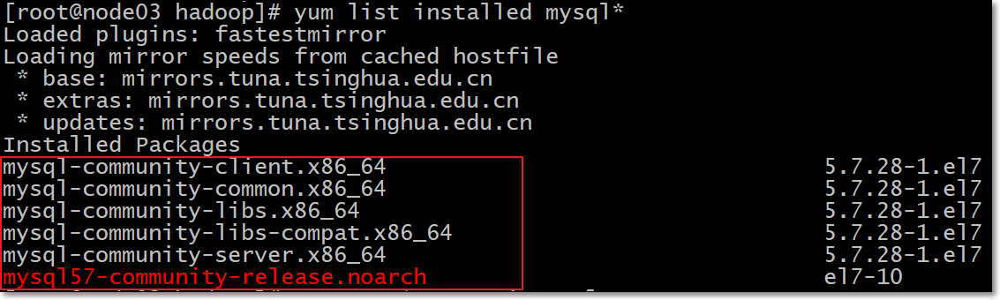 [root@node03 hadoop]# yum list installed mysql*
Loaded plugins: fastestmirror
Loading mirror speeds from cached hostfile
 * base: mirrors.tuna.tsinghua.edu.cn
 * extras: mirrors.tuna.tsinghua.edu.cn
 * updates: mirrors.tuna.tsinghua.edu.cn
Installed Packages
mysql-community-client.x86_64 5.7.28-1.el7
mysql-community-common.x86_64 5.7.28-1.el7
mysql-community-libs.x86_64 5.7.28-1.el7
mysql-community-libs-compat.x86_64 5.7.28-1.el7
mysql-community-server.x86_64 5.7.28-1.el7
mysql57-community-release.noarch el7-10